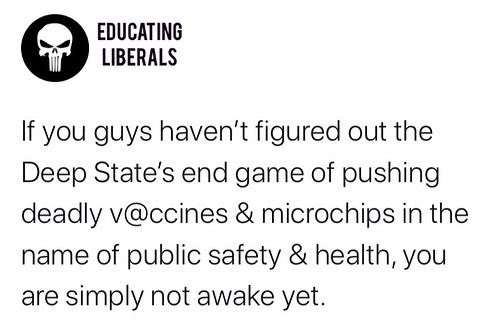 EDUCATING
LIBERALS
If you guys haven’t figured out the
Deep State’s end game of pushing
deadly v@ccines & microchips in the
name of public safety & health, you
are simply not awake yet.